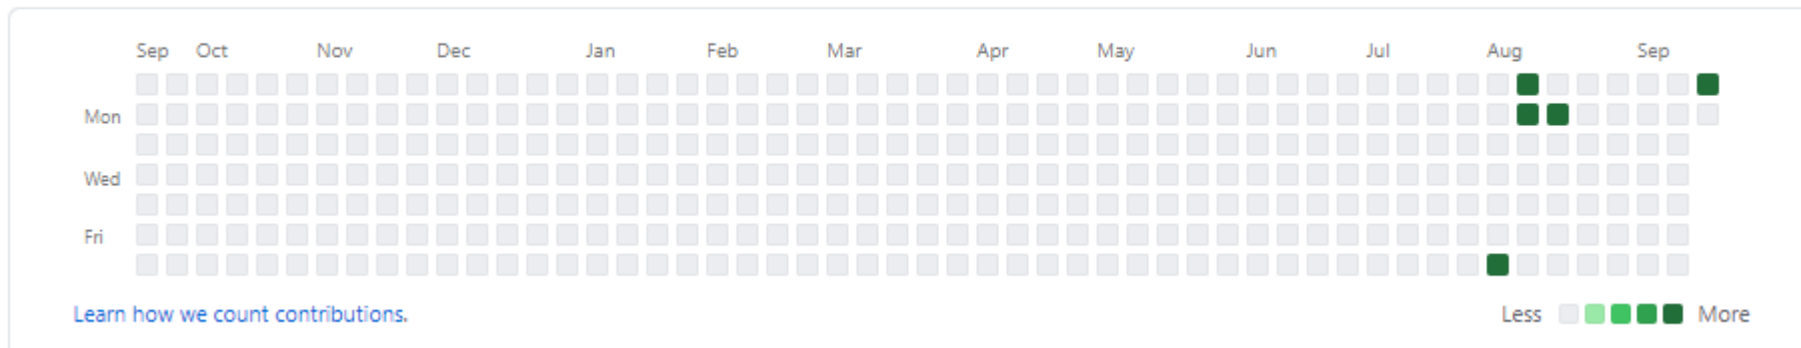 Sep Oct Nov Dec Jan Feb Mar Apr May Jun Jul Aug Sep
Mon
Wed
Fri
Learn how we count contributions. Less More